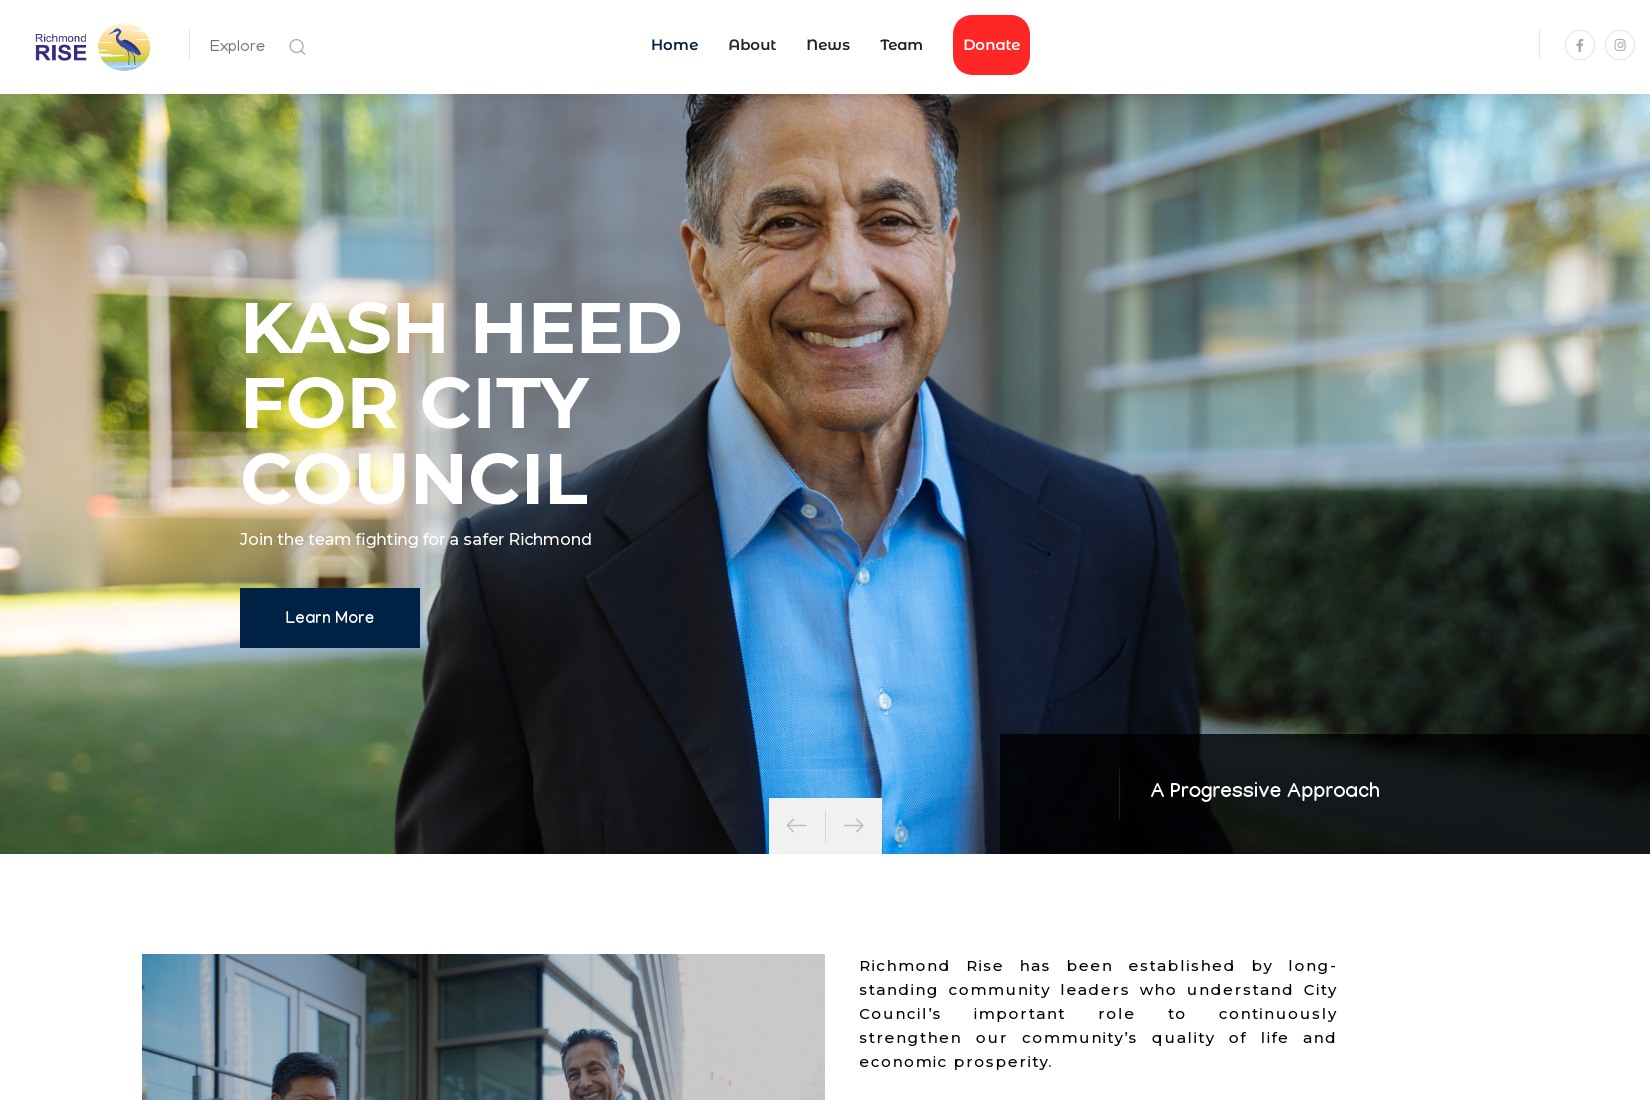 Richmond
RISE
Explore
Home
About
News
Team
Donate
KASH HEED
FOR CITY
COUNCIL
Join the team fighting for a safer Richmond
Learn More
A Progressive Approach
Richmond Rise has been established by long-
standing community leaders who understand City
Council’s important role to continuously
strengthen our community’s quality of life and
economic prosperity.